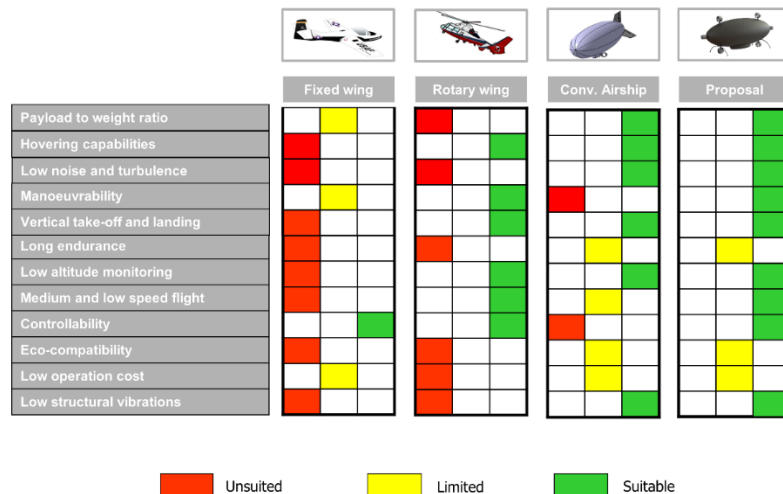 Fixed wing
Rotary wing
Conv. Airship
Proposal
Payload to weight ratio
Hovering capabilities
Low noise and turbulence
Manoeuvrability
Vertical take-off and landing
Long endurance
Low altitude monitoring
Medium and low speed flight
Controllability
Eco-compatibility
Low operation cost
Low structural vibrations
Unsuited
Limited
Suitable